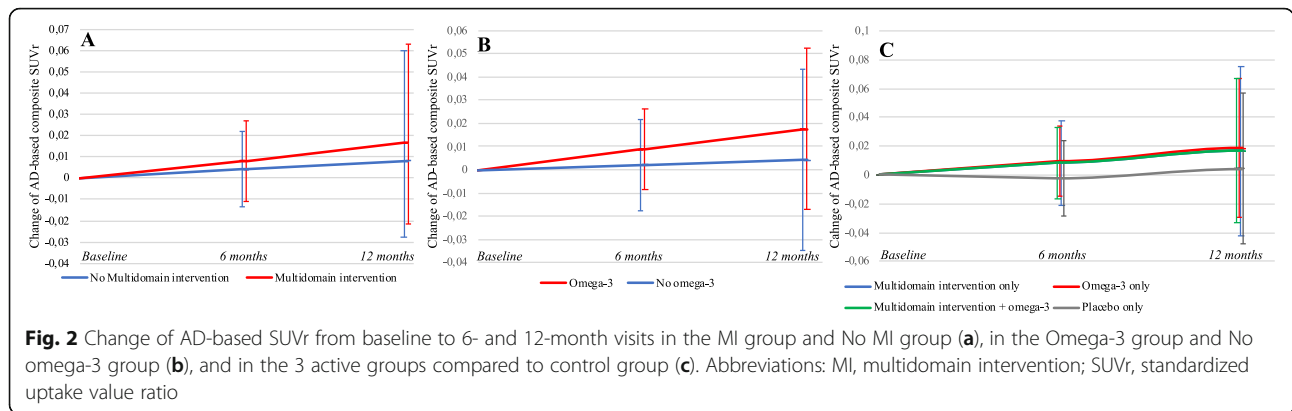 A
Change of AD-based composite SUVr
0,07
0,06
0,05
0,04
0,03
0,02
0,01
0
-0,01
-0,02
-0,03
-0,04
Baseline 6 months 12 months
No Multidomain intervention Multidomain intervention
B
Change of AD-based composite SUVr
0,06
0,05
0,04
0,03
0,02
0,01
0
-0,01
-0,02
-0,03
-0,04
Baseline 6 months 12 months
Omega-3 No omega-3
C
Cahnge of AD-based composite SUVr
0,1
0,08
0,06
0,04
0,02
0
-0,02
-0,04
-0,06
Baseline 6 months 12 months
Multidomain intervention only Omega-3 only
Multidomain intervention + omega-3 Placebo only
Fig. 2 Change of AD-based SUVr from baseline to 6- and 12-month visits in the MI group and No MI group (a), in the Omega-3 group and No
omega-3 group (b), and in the 3 active groups compared to control group (c). Abbreviations: MI, multidomain intervention; SUVr, standardized
uptake value ratio